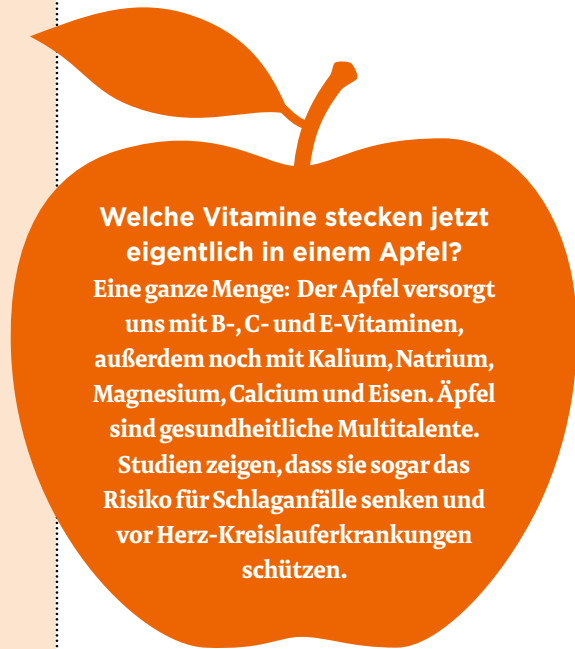 Welche Vitamine stecken jetzt
eigentlich in einem Apfel?
Eine ganze Menge: Der Apfel versorgt
uns mit B-, C- und E-Vitaminen,
außerdem noch mit Kalium, Natrium,
Magnesium, Calcium und Eisen. Äpfel
sind gesundheitliche Multitalente.
Studien zeigen, dass sie sogar das
Risiko für Schlaganfälle senken und
vor Herz-Kreislauferkrankungen
schützen.